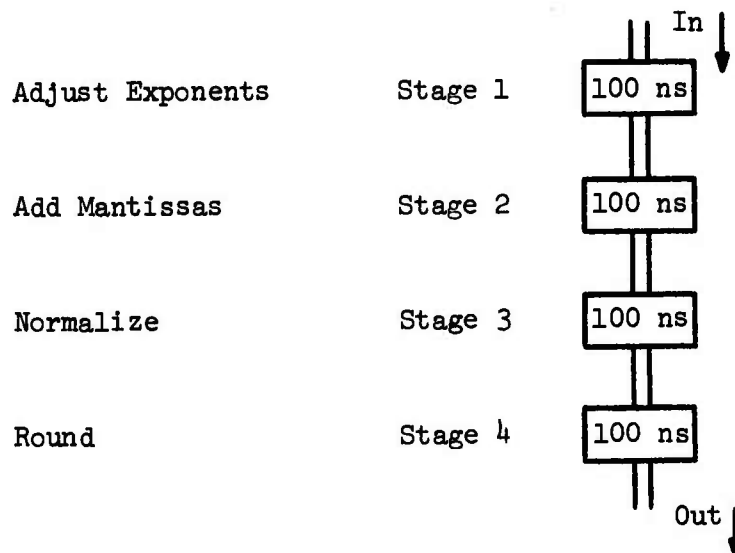 In
Adjust Exponents Stage 1 100 ns
Add Mantissas Stage 2 100 ns
Normalize Stage 3 100 ns
Round Stage 4 100 ns
Out